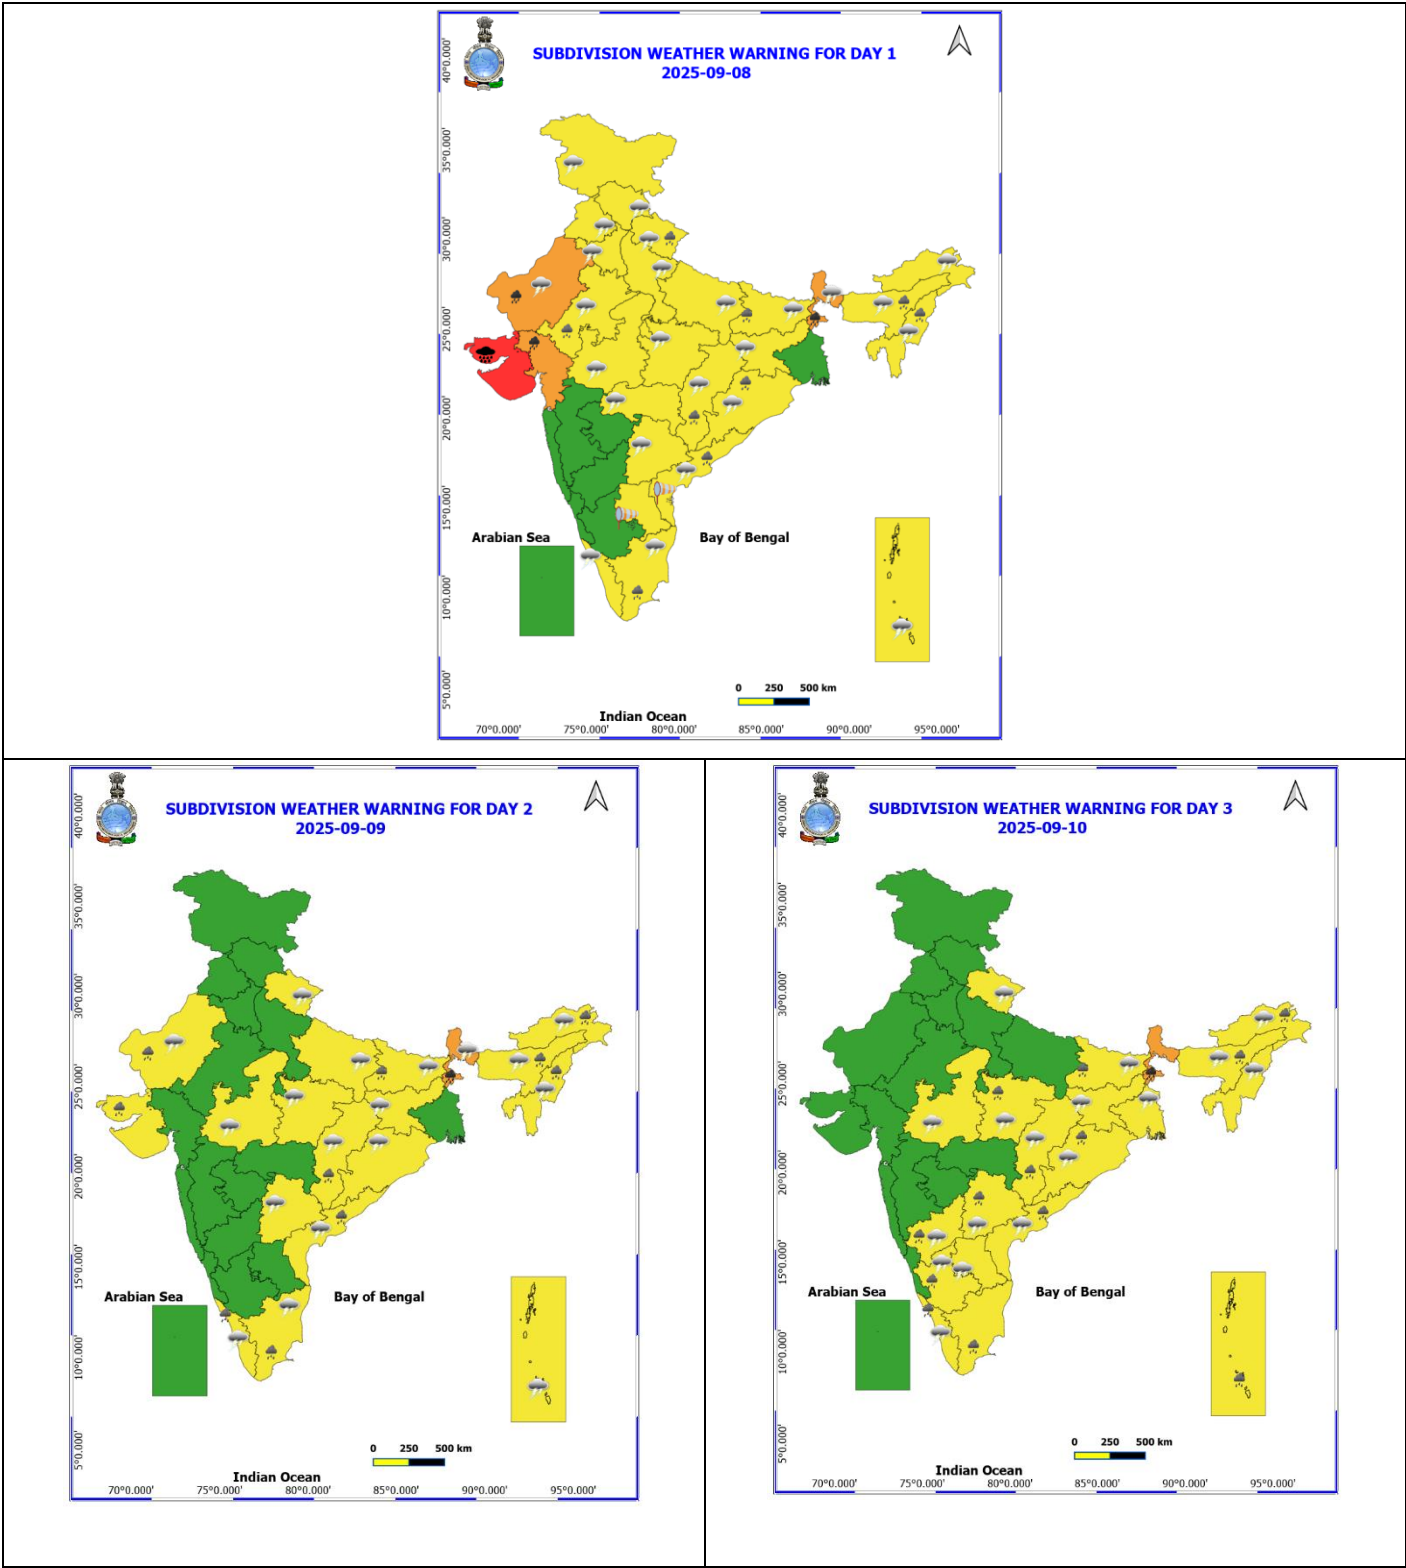 SUBDIVISION WEATHER WARNING FOR DAY 1
2025-09-08
40°0.000'
35°0.000'
30°0.000'
25°0.000'
20°0.000'
15°0.000'
10°0.000'
5°0.000'
Arabian Sea
Bay of Bengal
0 250 500 km
Indian Ocean
70°0.000' 75°0.000' 80°0.000' 85°0.000' 90°0.000' 95°0.000'
SUBDIVISION WEATHER WARNING FOR DAY 2
2025-09-09
40°0.000'
35°0.000'
30°0.000'
25°0.000'
20°0.000'
15°0.000'
10°0.000'
5°0.000'
Arabian Sea
Bay of Bengal
0 250 500 km
Indian Ocean
70°0.000' 75°0.000' 80°0.000' 85°0.000' 90°0.000' 95°0.000'
SUBDIVISION WEATHER WARNING FOR DAY 3
2025-09-10
40°0.000'
35°0.000'
30°0.000'
25°0.000'
20°0.000'
15°0.000'
10°0.000'
5°0.000'
Arabian Sea
Bay of Bengal
0 250 500 km
Indian Ocean
70°0.000' 75°0.000' 80°0.000' 85°0.000' 90°0.000' 95°0.000'